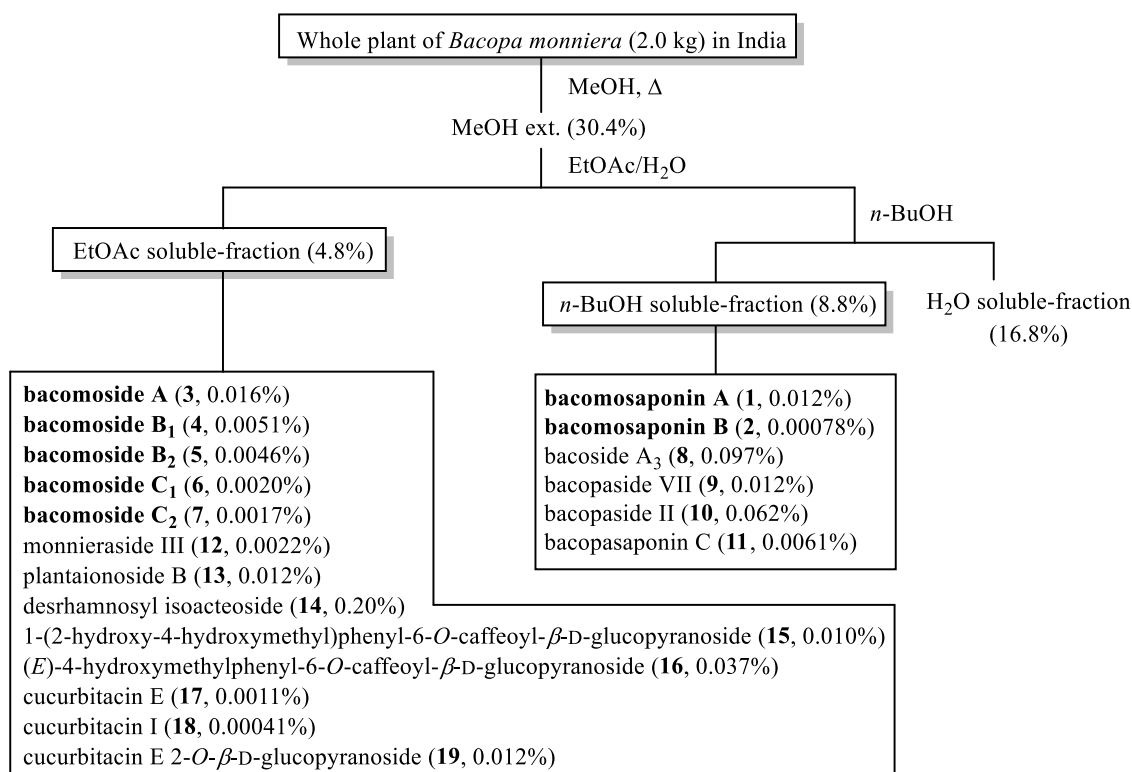 Whole plant of Bacopa monniera (2.0 kg) in India
MeOH, Δ
MeOH ext. (30.4%)
EtOAc/H₂O
n-BuOH
EtOAc soluble-fraction (4.8%)
n-BuOH soluble-fraction (8.8%)
H₂O soluble-fraction
(16.8%)
bacomoside A (3, 0.016%)
bacomoside B₁ (4, 0.0051%)
bacomoside B₂ (5, 0.0046%)
bacomoside C₁ (6, 0.0020%)
bacomoside C₂ (7, 0.0017%)
monnieraside III (12, 0.0022%)
plantaionoside B (13, 0.012%)
desrhamnosyl isoacteoside (14, 0.20%)
1-(2-hydroxy-4-hydroxymethyl)phenyl-6-O-caffeoyl-β-D-glucopyranoside (15, 0.010%)
(E)-4-hydroxymethylphenyl-6-O-caffeoyl-β-D-glucopyranoside (16, 0.037%)
cucurbitacin E (17, 0.0011%)
cucurbitacin I (18, 0.00041%)
cucurbitacin E 2-O-β-D-glucopyranoside (19, 0.012%)
bacomosaponin A (1, 0.012%)
bacomosaponin B (2, 0.00078%)
bacoside A₃ (8, 0.097%)
bacopaside VII (9, 0.012%)
bacopaside II (10, 0.062%)
bacopasaponin C (11, 0.0061%)